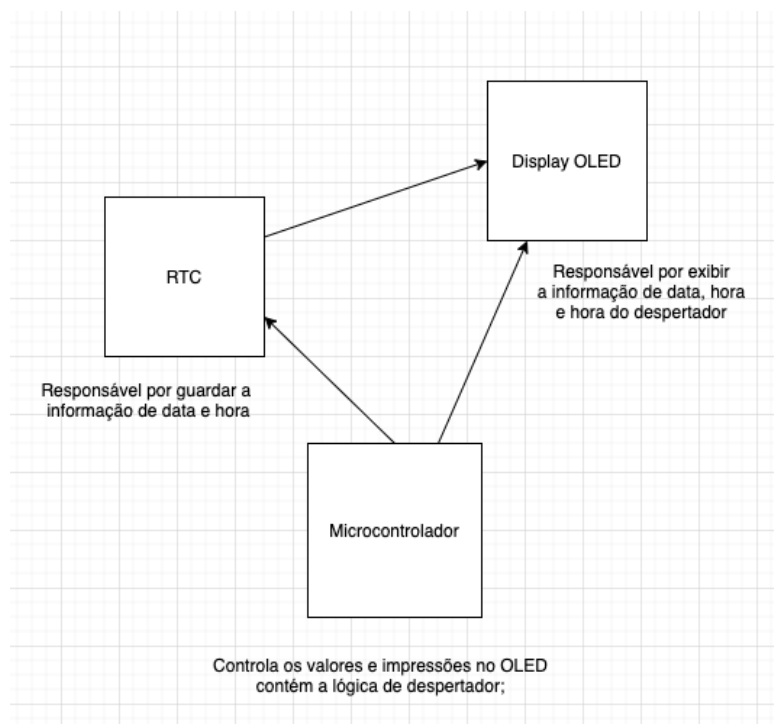 Display OLED
RTC
Responsável por exibir
a informação de data, hora
e hora do despertador
Responsável por guardar a
informação de data e hora
Microcontrolador
Controla os valores e impressões no OLED
contém a lógica de despertador;